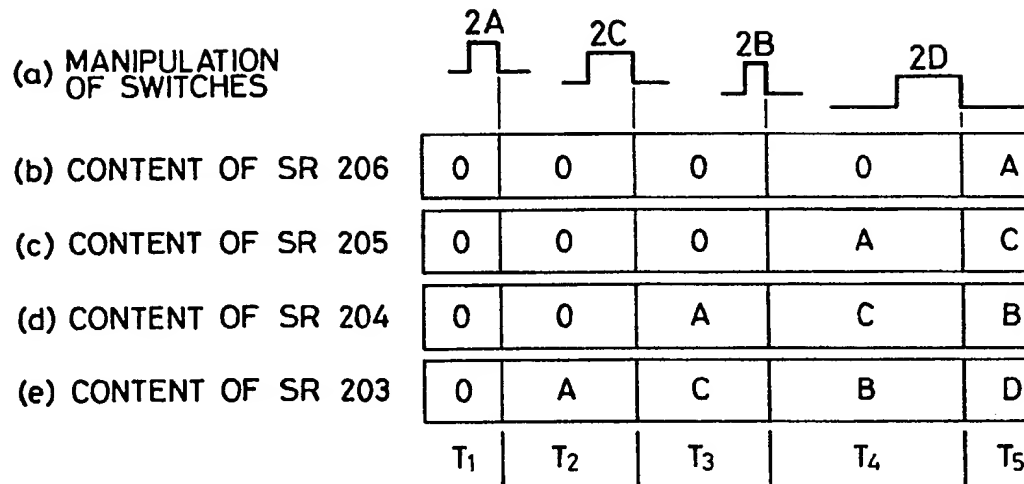 2A 2C 2B 2D
(a) MANIPULATION
OF SWITCHES
(b) CONTENT OF SR 206 0 0 0 0 A
(c) CONTENT OF SR 205 0 0 0 A C
(d) CONTENT OF SR 204 0 0 A C B
(e) CONTENT OF SR 203 0 A C B D
T1 T2 T3 T4 T5